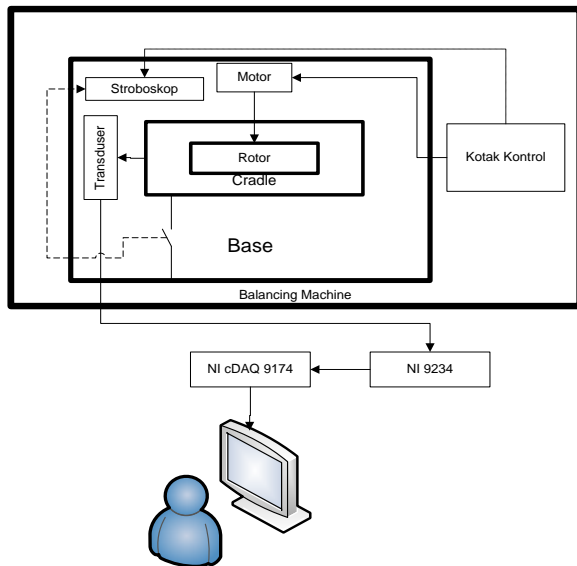 Motor
Stroboskop
Transduser
Rotor
Cradle
Kotak Kontrol
Base
Balancing Machine
NI cDAQ 9174
NI 9234